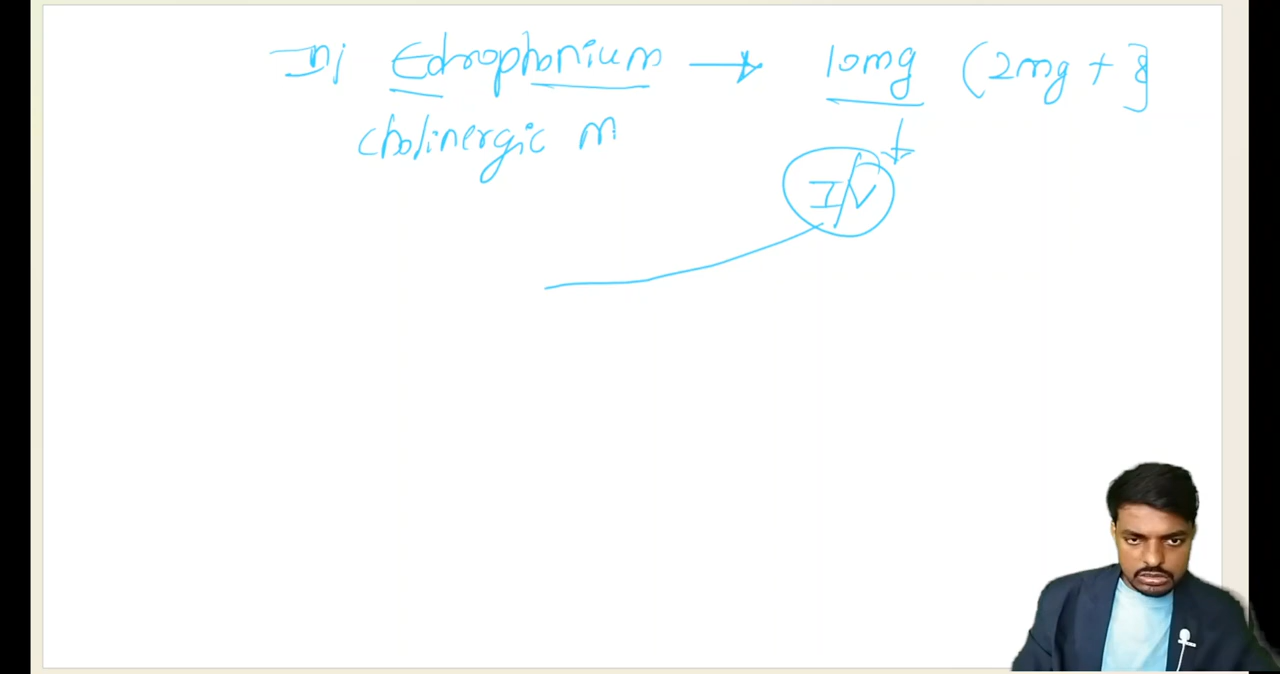 Inj Edrophonium → 10mg (2mg + 8]
cholinergic m
I/V